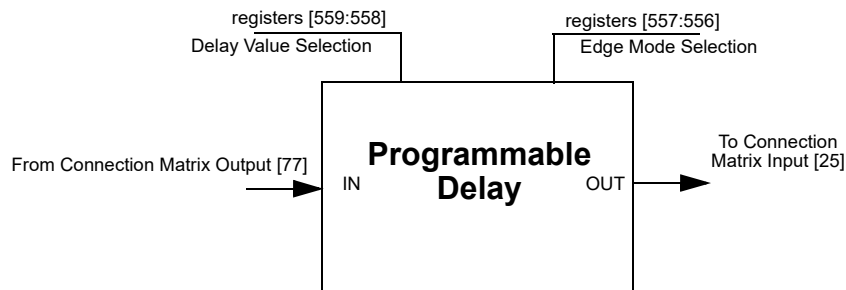 registers [559:558]
Delay Value Selection
registers [557:556]
Edge Mode Selection
From Connection Matrix Output [77]
IN
Programmable
Delay
OUT
To Connection
Matrix Input [25]